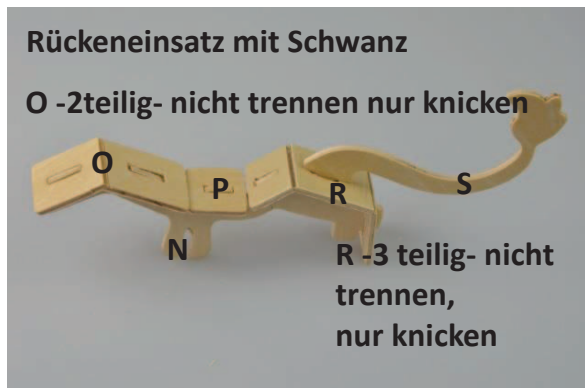 Rückeneinsatz mit Schwanz
O -2teilig- nicht trennen nur knicken
O
P
R
S
N
R -3 teilig- nicht
trennen,
nur knicken